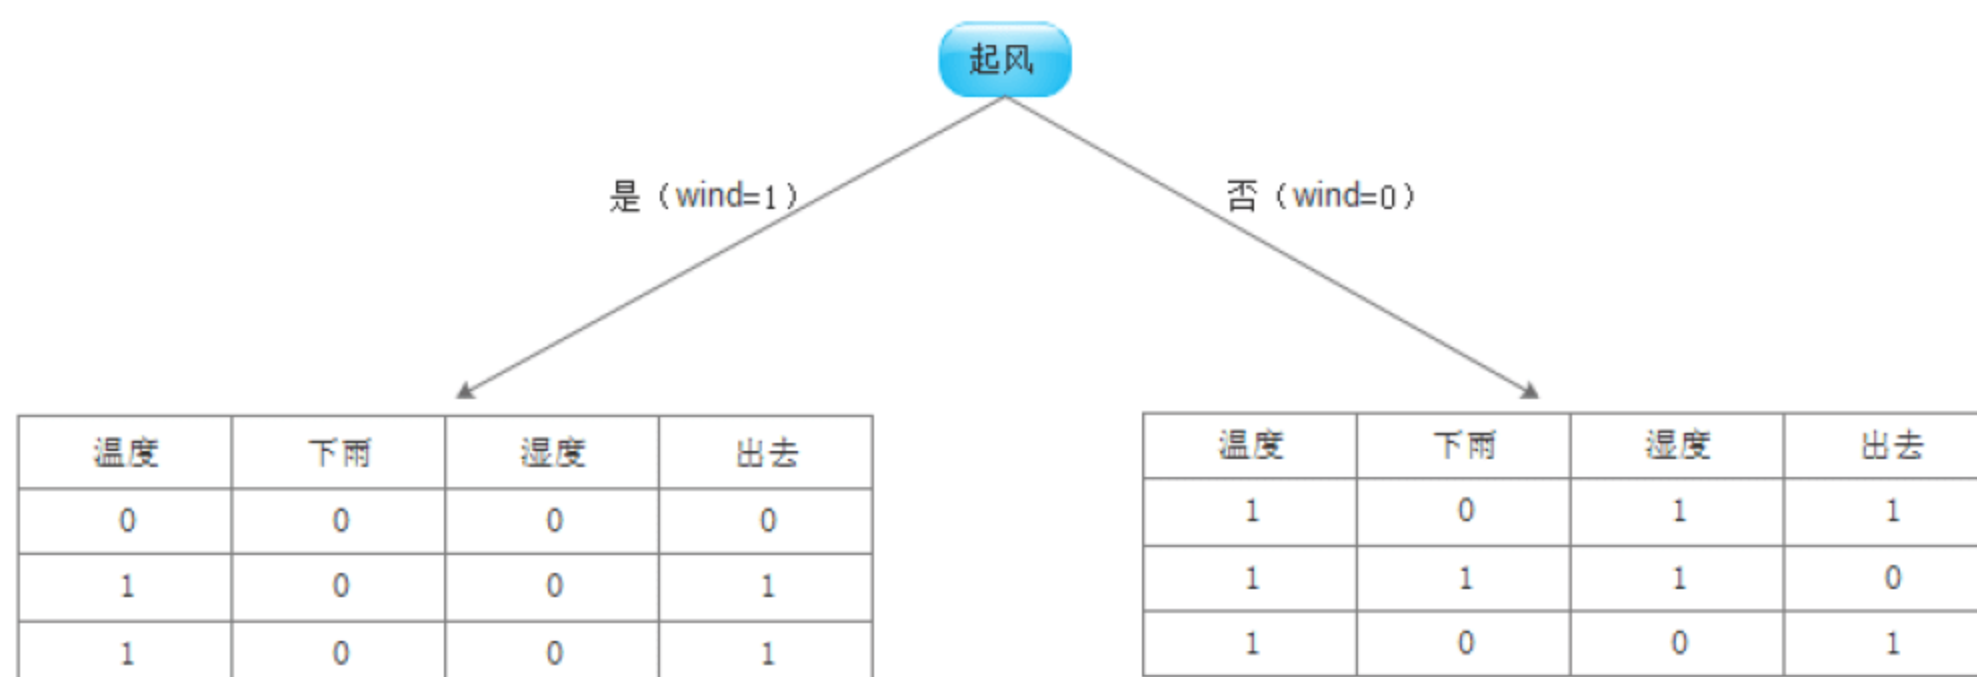 起风
是（wind=1）
否（wind=0）
温度 下雨 湿度 出去
0 0 0 0
1 0 0 1
1 0 0 1
温度 下雨 湿度 出去
1 0 1 1
1 1 1 0
1 0 0 1